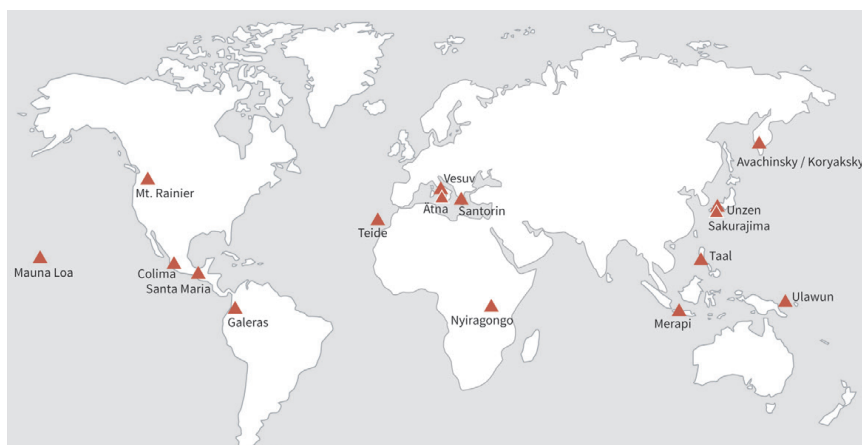 Avachinsky / Koryaksky
Vesuv
Mt. Rainier
Ätna
Santorin
Unzen
Sakurajima
Teide
Taal
Mauna Loa
Colima
Santa Maria
Ulawun
Galeras
Nyiragongo
Merapi